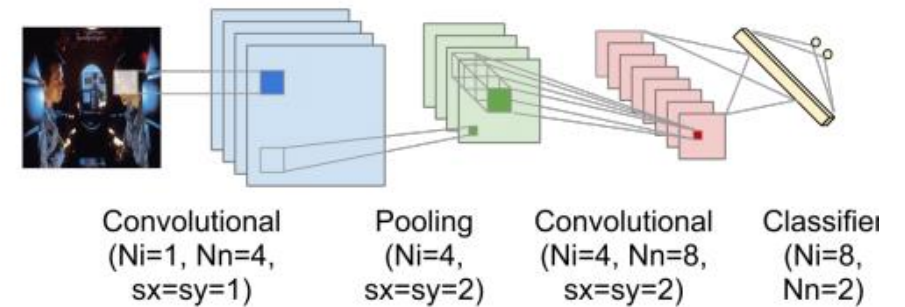 Convolutional
(Ni=1, Nn=4,
sx=sy=1)
Pooling
(Ni=4,
sx=sy=2)
Convolutional
(Ni=4, Nn=8,
sx=sy=2)
Classifier
(Ni=8,
Nn=2)